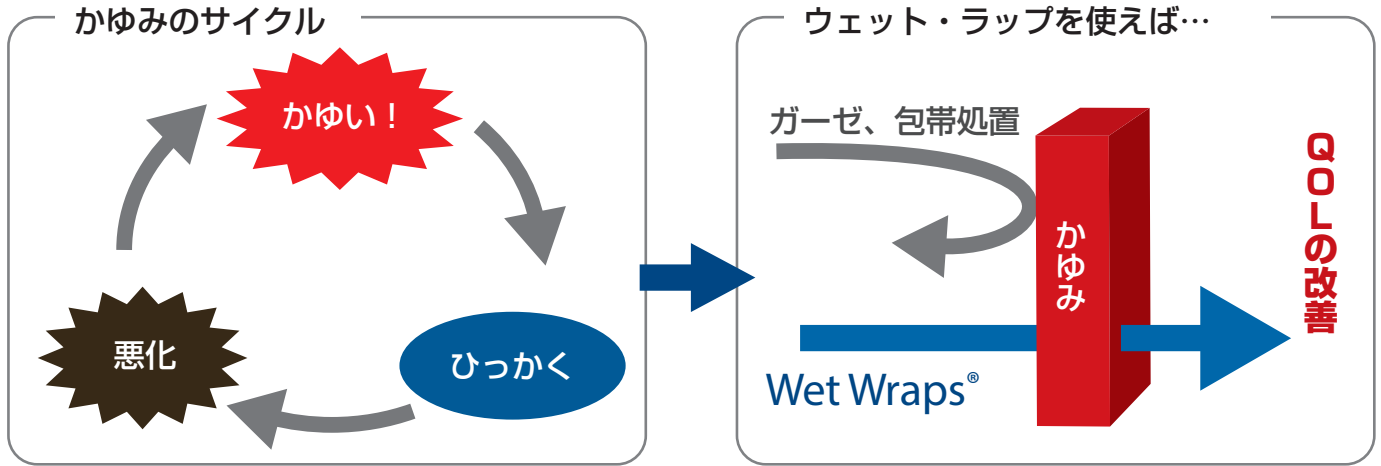 かゆみのサイクル
かゆい！
ひっかく
悪化
ウェット・ラップを使えば…
ガーゼ、包帯処置
かゆみ
Wet Wraps®
QOLの改善